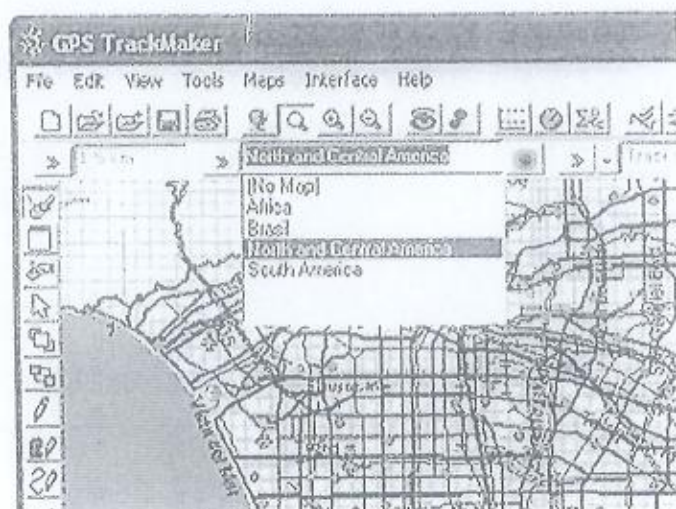 GPS TrackMaker
File Edit View Tools Maps Interface Help
North and Central America
[No Map]
Africa
Brasil
North and Central America
South America